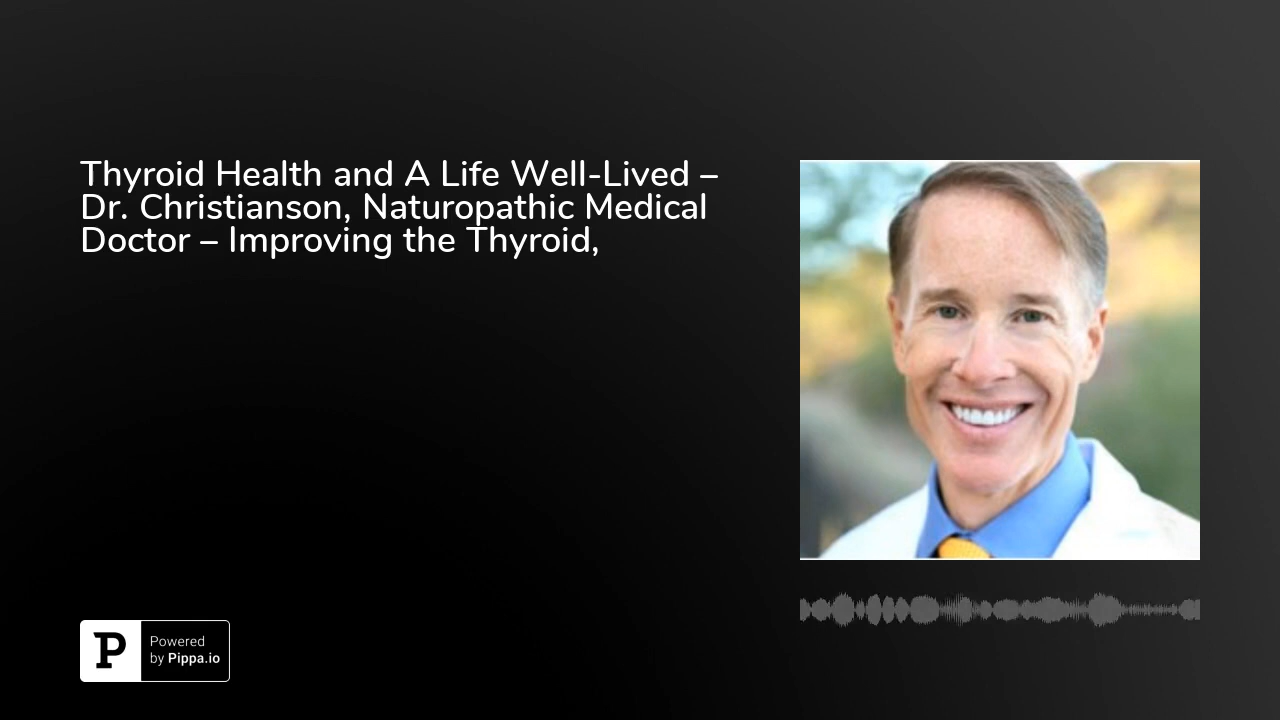 Thyroid Health and A Life Well-Lived –
Dr. Christianson, Naturopathic Medical
Doctor – Improving the Thyroid,
P
Powered
by Pippa.io